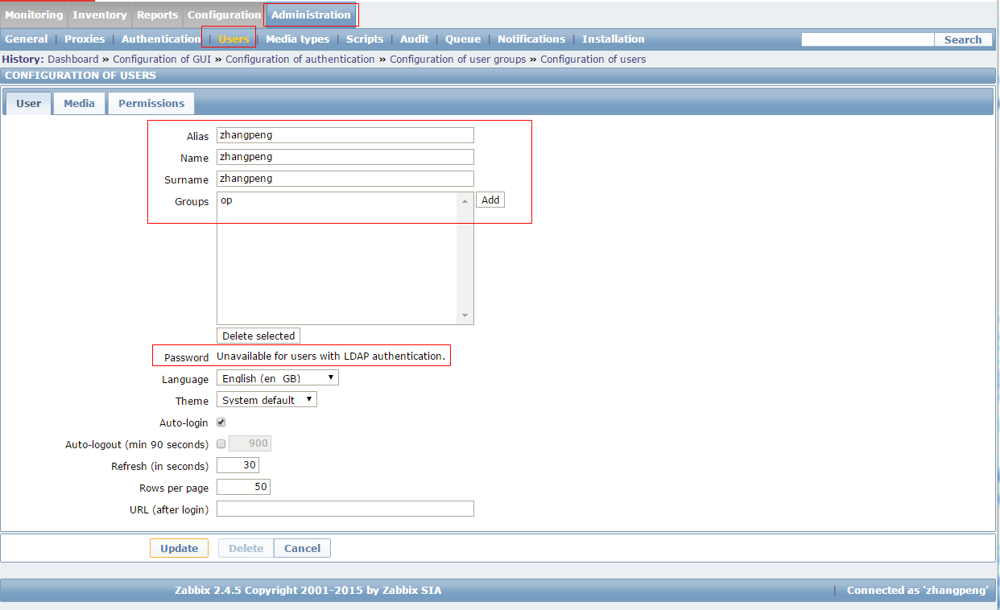 Monitoring Inventory Reports Configuration Administration
General | Proxies | Authentication | Users | Media types | Scripts | Audit | Queue | Notifications | Installation Search
History: Dashboard » Configuration of GUI » Configuration of authentication » Configuration of user groups » Configuration of users
CONFIGURATION OF USERS
User Media Permissions
Alias zhangpeng
Name zhangpeng
Surname zhangpeng
Groups op Add
Delete selected
Password Unavailable for users with LDAP authentication.
Language English (en_GB)
Theme System default
Auto-login
Auto-logout (min 90 seconds) 900
Refresh (in seconds) 30
Rows per page 50
URL (after login)
Update Delete Cancel
Zabbix 2.4.5 Copyright 2001-2015 by Zabbix SIA | Connected as 'zhangpeng'